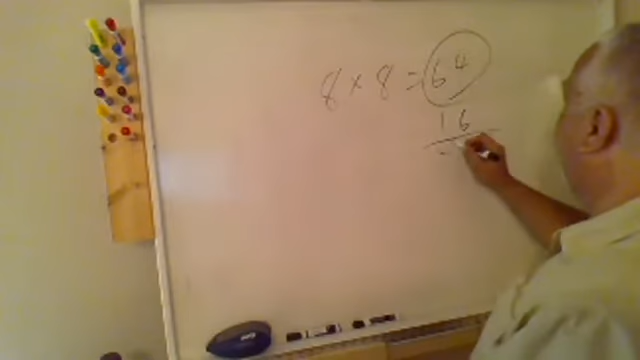 8 × 8 = 64
16